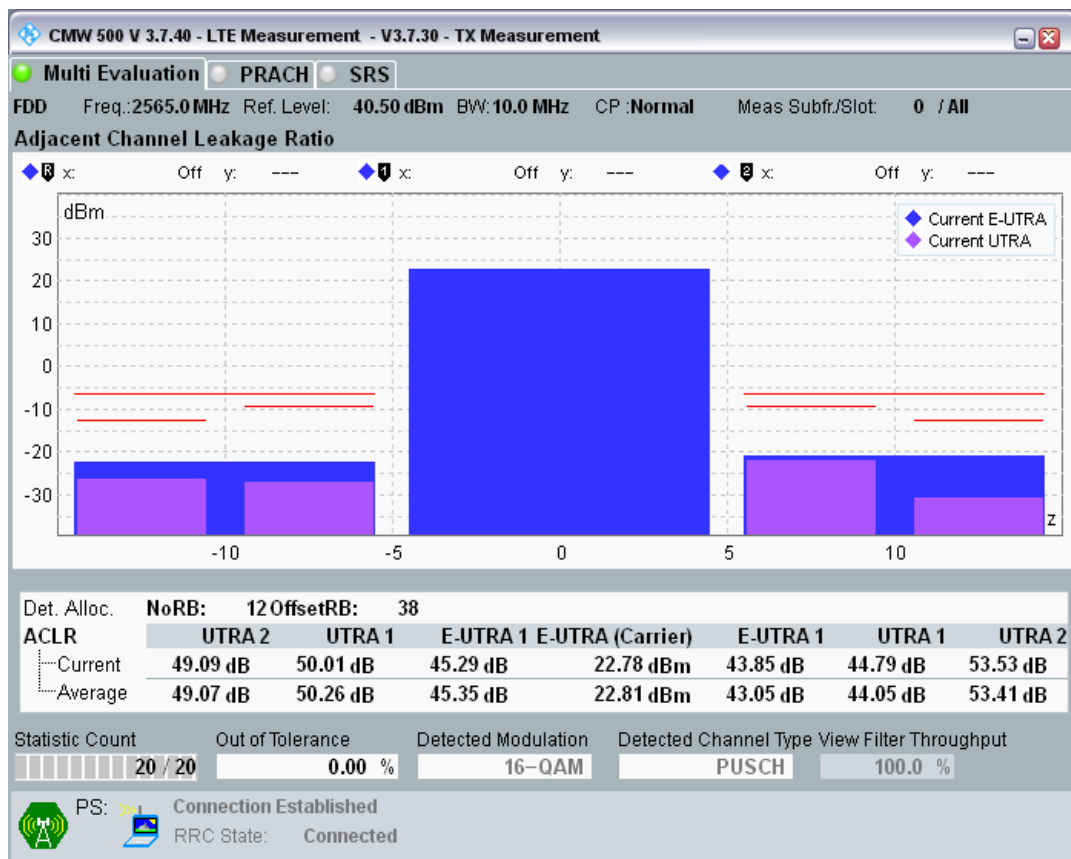 CMW 500 V 3.7.40 - LTE Measurement - V3.7.30 - TX Measurement
Multi Evaluation PRACH SRS
FDD Freq.:2565.0 MHz Ref. Level: 40.50 dBm BW:10.0 MHz CP :Normal Meas Subfr./Slot: 0 / All
Adjacent Channel Leakage Ratio
R x: Off y: --- 1 x: Off y: --- 2 x: Off y: ---
dBm
Current E-UTRA
Current UTRA
30
20
10
0
-10
-20
-30
z
-10 -5 0 5 10
Det. Alloc. NoRB: 12 OffsetRB: 38
ACLR UTRA 2 UTRA 1 E-UTRA 1 E-UTRA (Carrier) E-UTRA 1 UTRA 1 UTRA 2
Current 49.09 dB 50.01 dB 45.29 dB 22.78 dBm 43.85 dB 44.79 dB 53.53 dB
Average 49.07 dB 50.26 dB 45.35 dB 22.81 dBm 43.05 dB 44.05 dB 53.41 dB
Statistic Count Out of Tolerance Detected Modulation Detected Channel Type View Filter Throughput
20 / 20 0.00 % 16-QAM PUSCH 100.0 %
PS: Connection Established
RRC State: Connected